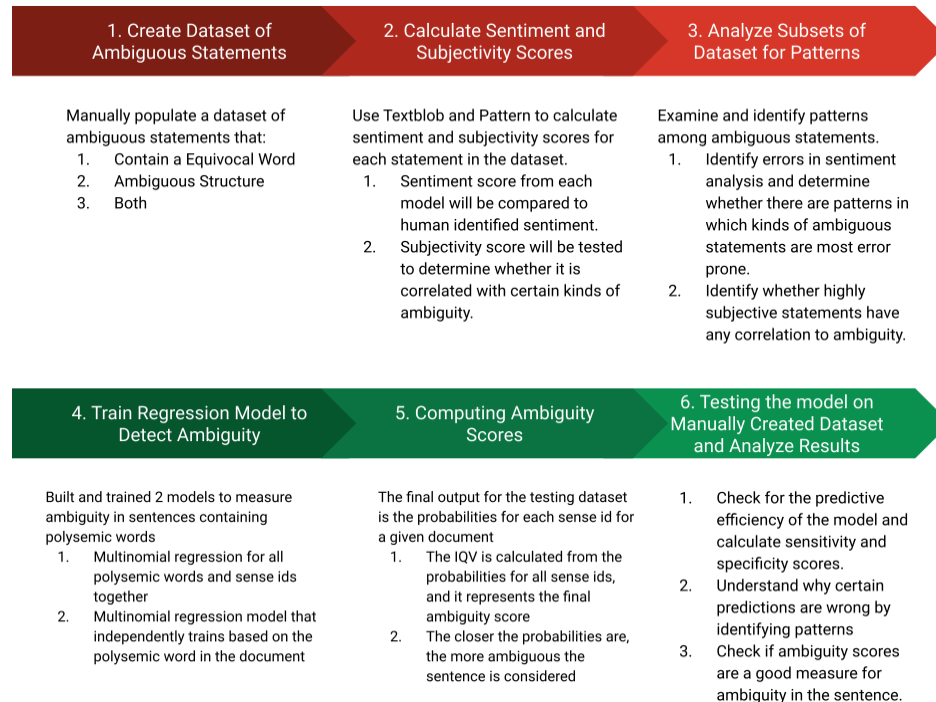 1. Create Dataset of
Ambiguous Statements
2. Calculate Sentiment and
Subjectivity Scores
3. Analyze Subsets of
Dataset for Patterns
Manually populate a dataset of
ambiguous statements that:
1. Contain a Equivocal Word
2. Ambiguous Structure
3. Both
Use Textblob and Pattern to calculate
sentiment and subjectivity scores for
each statement in the dataset.
1. Sentiment score from each
model will be compared to
human identified sentiment.
2. Subjectivity score will be tested
to determine whether it is
correlated with certain kinds of
ambiguity.
Examine and identify patterns
among ambiguous statements.
1. Identify errors in sentiment
analysis and determine
whether there are patterns in
which kinds of ambiguous
statements are most error
prone.
2. Identify whether highly
subjective statements have
any correlation to ambiguity.
4. Train Regression Model to
Detect Ambiguity
5. Computing Ambiguity
Scores
6. Testing the model on
Manually Created Dataset
and Analyze Results
Built and trained 2 models to measure
ambiguity in sentences containing
polysemic words
1. Multinomial regression for all
polysemic words and sense ids
together
2. Multinomial regression model that
independently trains based on the
polysemic word in the document
The final output for the testing dataset
is the probabilities for each sense id for
a given document
1. The IQV is calculated from the
probabilities for all sense ids,
and it represents the final
ambiguity score
2. The closer the probabilities are,
the more ambiguous the
sentence is considered
1. Check for the predictive
efficiency of the model and
calculate sensitivity and
specificity scores.
2. Understand why certain
predictions are wrong by
identifying patterns
3. Check if ambiguity scores
are a good measure for
ambiguity in the sentence.